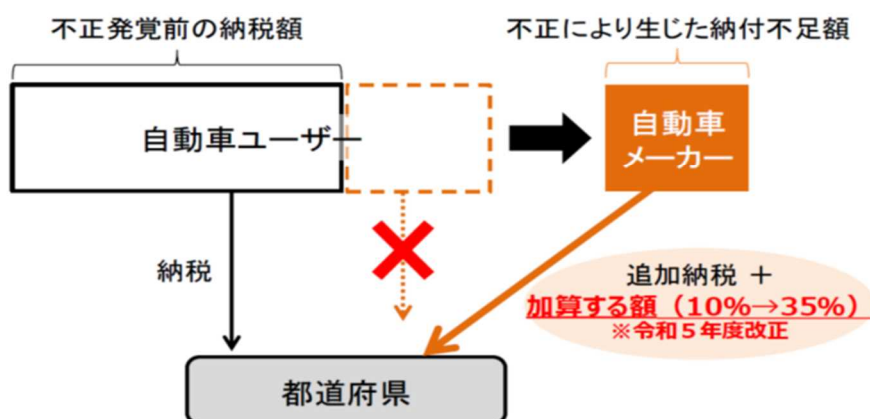 不正発覚前の納税額
不正により生じた納付不足額
自動車ユーザー
自動車
メーカー
納税
追加納税 ＋
加算する額（10%→35%）
※令和５年度改正
都道府県